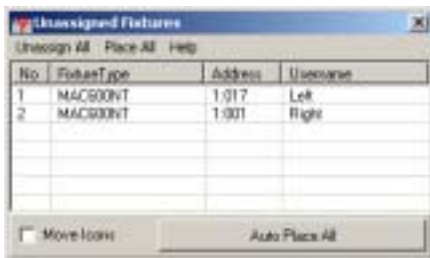 Unassigned Fixtures
Unassign All Place All Help
No FixtureType Address Username
1 MAC600NT 1:017 Left
2 MAC600NT 1:001 Right
Move Icons Auto Place All